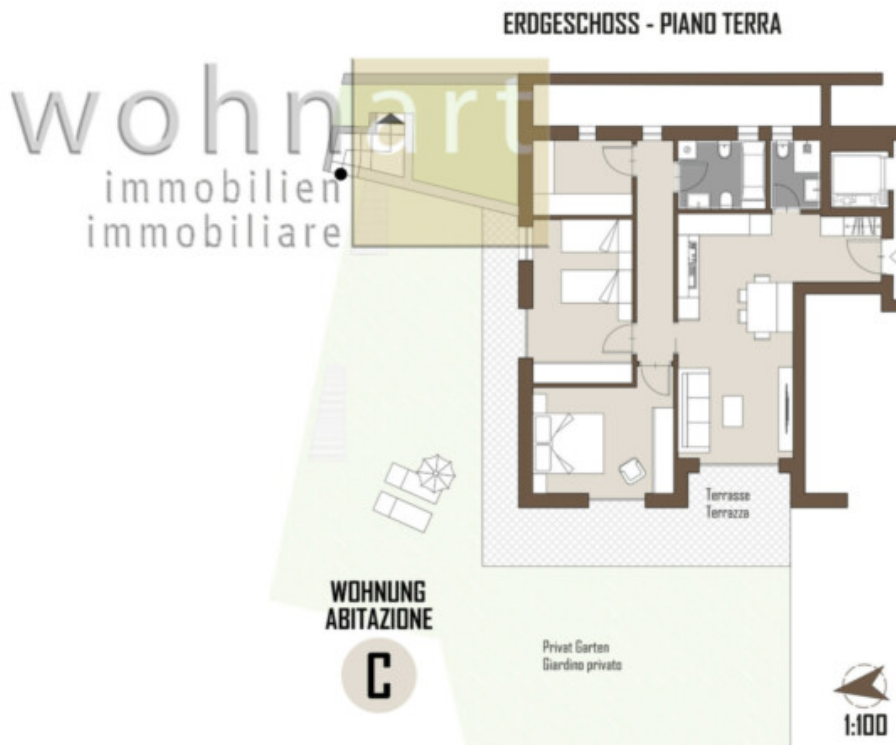 ERDGESCHOSS - PIANO TERRA
wohnart
immobilien
immobiliare
Terrasse
Terrazza
WOHNUNG
ABITAZIONE
C
Privat Garten
Giardino privato
1:100